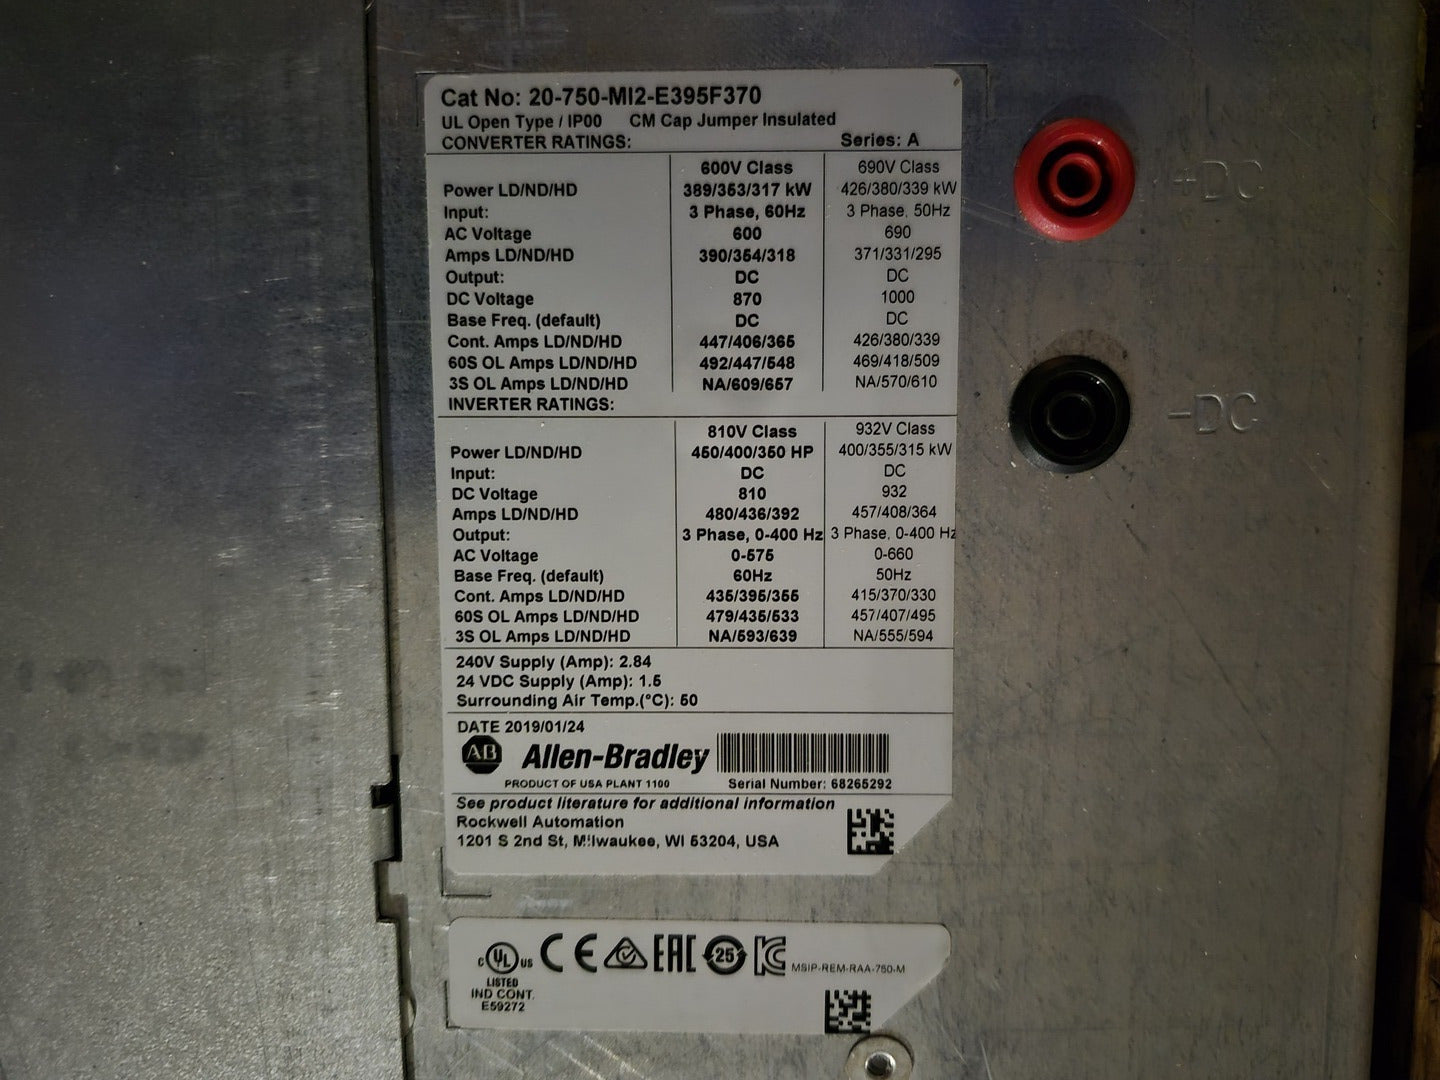 Cat No: 20-750-MI2-E395F370
UL Open Type / IP00 CM Cap Jumper Insulated
CONVERTER RATINGS: Series: A
600V Class 690V Class
Power LD/ND/HD 389/353/317 kW 426/380/339 kW
Input: 3 Phase, 60Hz 3 Phase, 50Hz
AC Voltage 600 690
Amps LD/ND/HD 390/354/318 371/331/295
Output: DC DC
DC Voltage 870 1000
Base Freq. (default) DC DC
Cont. Amps LD/ND/HD 447/406/365 426/380/339
60S OL Amps LD/ND/HD 492/447/548 469/418/509
3S OL Amps LD/ND/HD NA/609/657 NA/570/610
INVERTER RATINGS:
810V Class 932V Class
Power LD/ND/HD 450/400/350 HP 400/355/315 kW
Input: DC DC
DC Voltage 810 932
Amps LD/ND/HD 480/436/392 457/408/364
Output: 3 Phase, 0-400 Hz 3 Phase, 0-400 Hz
AC Voltage 0-575 0-660
Base Freq. (default) 60Hz 50Hz
Cont. Amps LD/ND/HD 435/395/355 415/370/330
60S OL Amps LD/ND/HD 479/435/533 457/407/495
3S OL Amps LD/ND/HD NA/593/639 NA/555/594
240V Supply (Amp): 2.84
24 VDC Supply (Amp): 1.5
Surrounding Air Temp.(°C): 50
DATE 2019/01/24
AB Allen-Bradley
PRODUCT OF USA PLANT 1100 Serial Number: 68265292
See product literature for additional information
Rockwell Automation
1201 S 2nd St, Milwaukee, WI 53204, USA
+DC
-DC
c UL us CE EAC 25 KC MSIP-REM-RAA-750-M
LISTED
IND CONT.
E59272